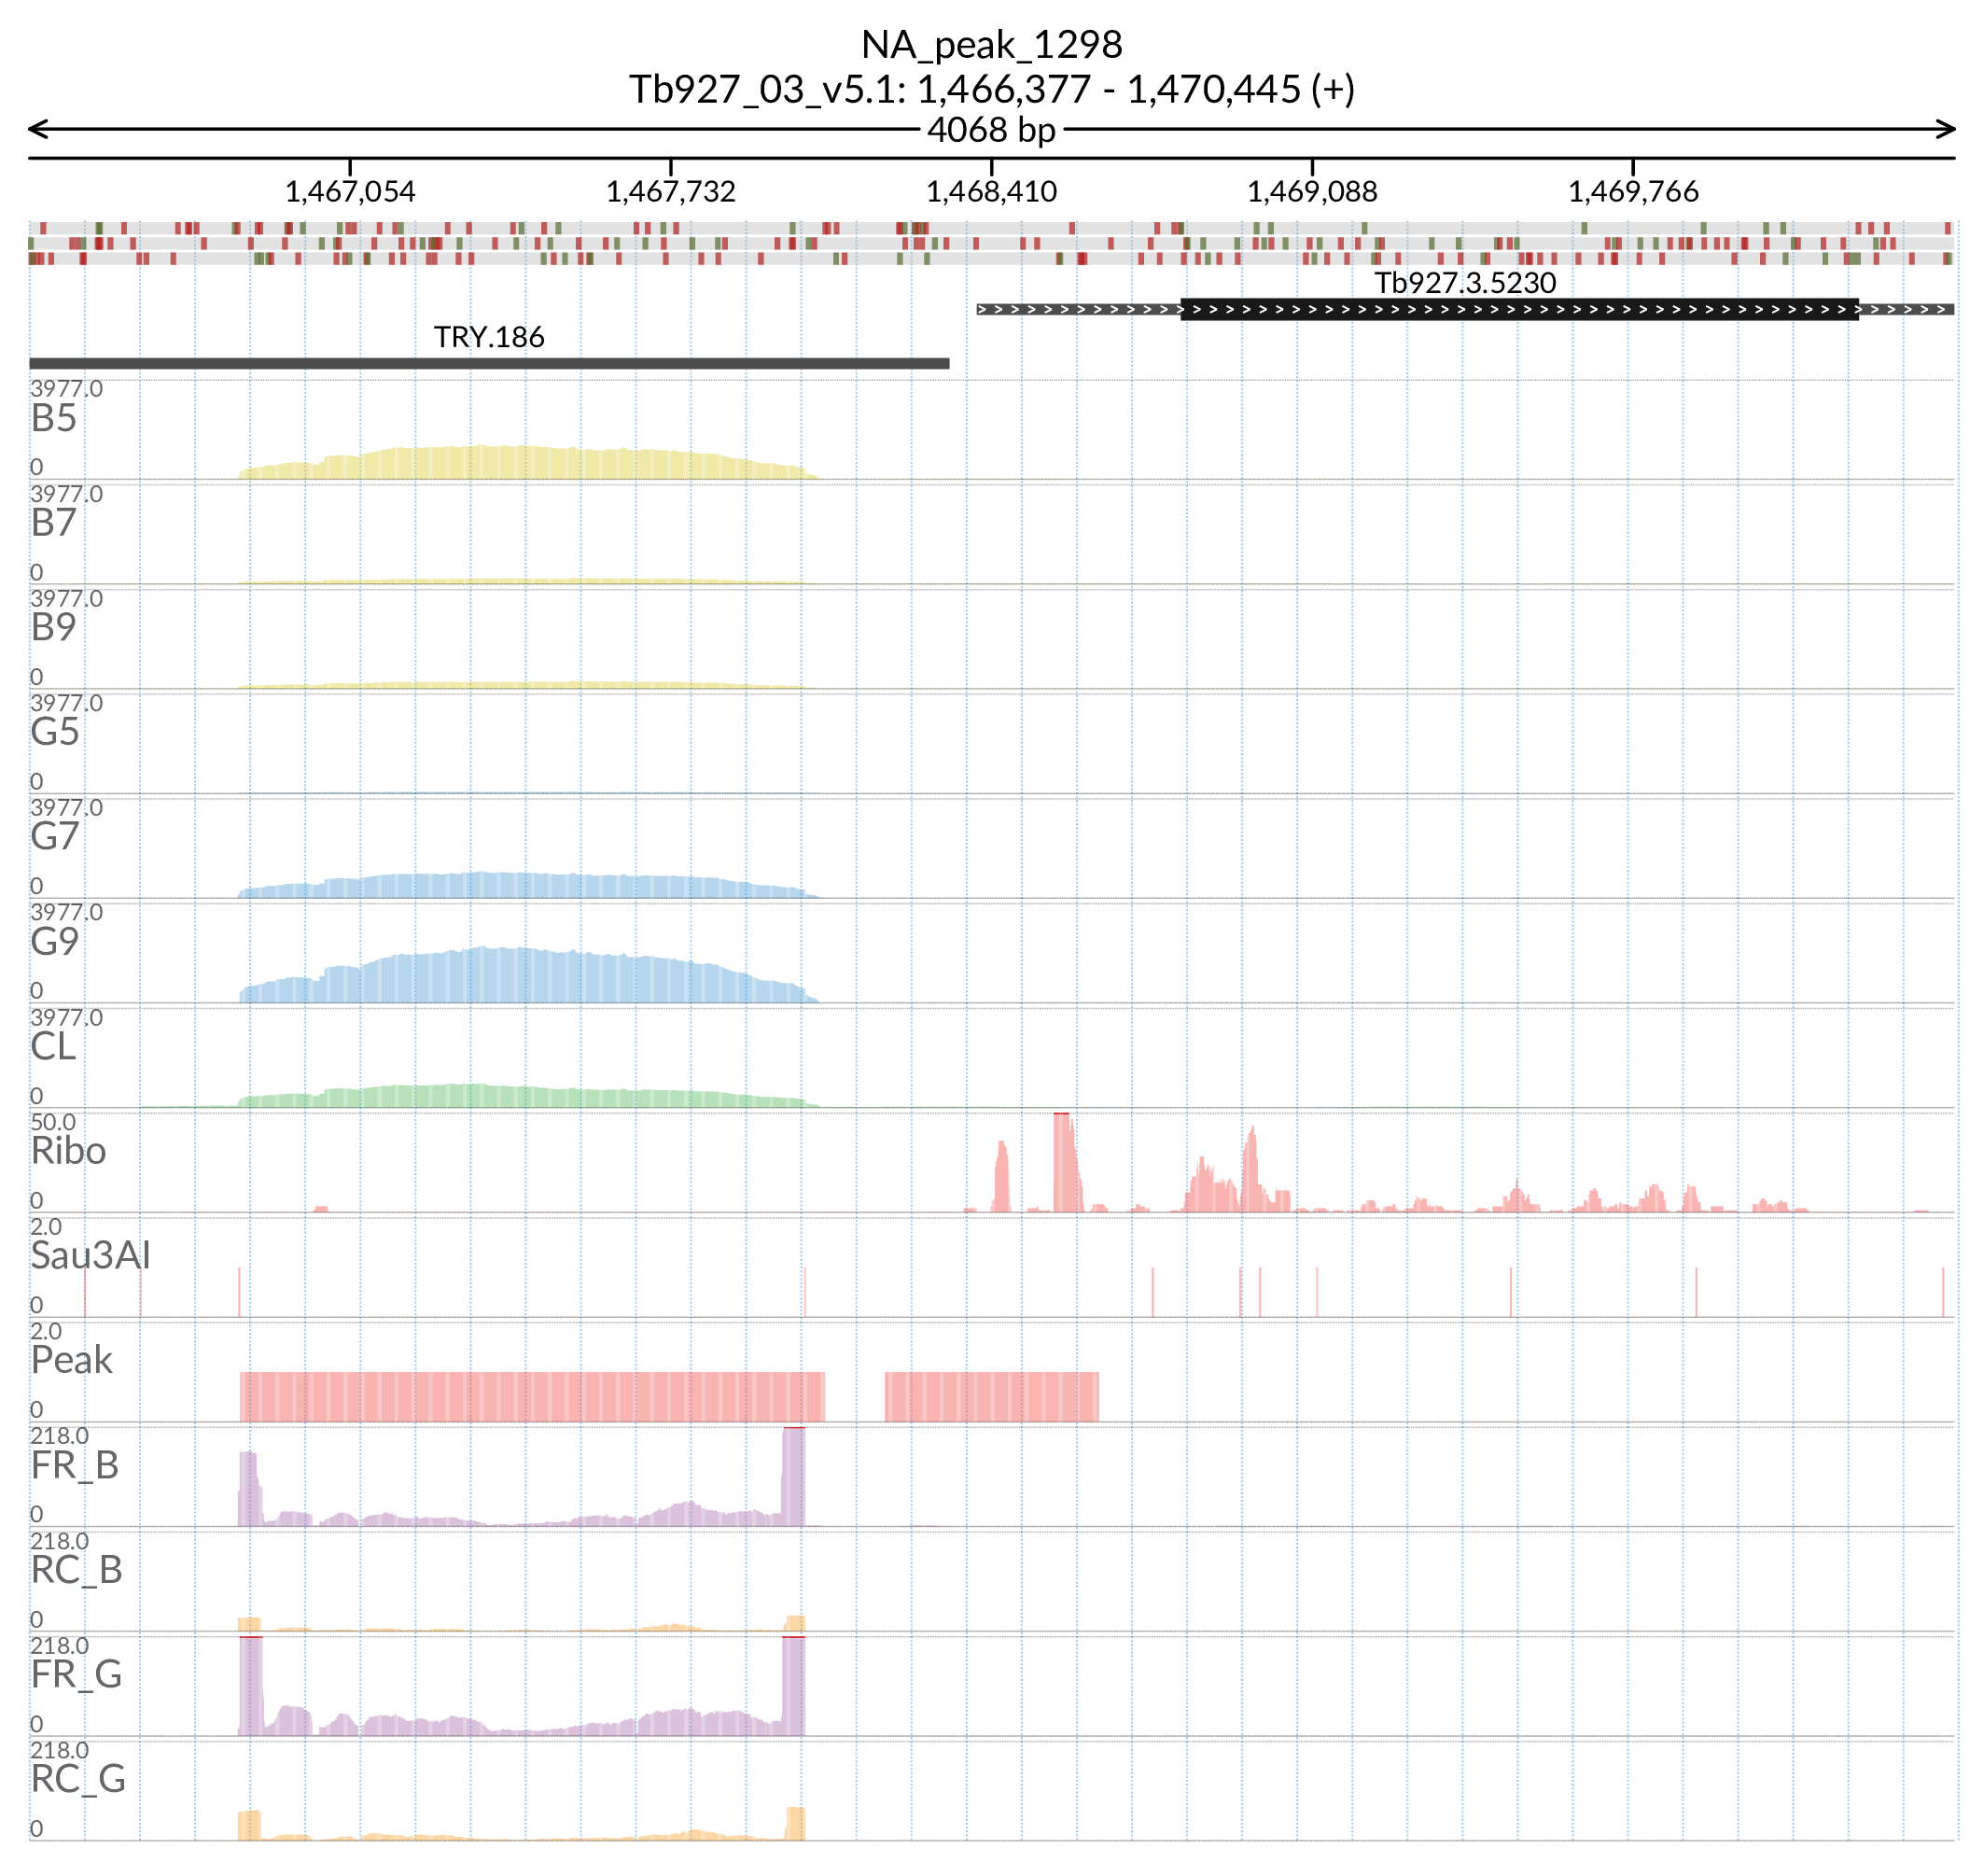 NA_peak_1298
Tb927_03_v5.1: 1,466,377 - 1,470,445 (+)
4068 bp
1,467,054 1,467,732 1,468,410 1,469,088 1,469,766
Tb927.3.5230
TRY.186
3977.0
B5
0
3977.0
B7
0
3977.0
B9
0
3977.0
G5
0
3977.0
G7
0
3977.0
G9
0
3977.0
CL
0
50.0
Ribo
0
2.0
Sau3AI
0
2.0
Peak
0
218.0
FR_B
0
218.0
RC_B
0
218.0
FR_G
0
218.0
RC_G
0